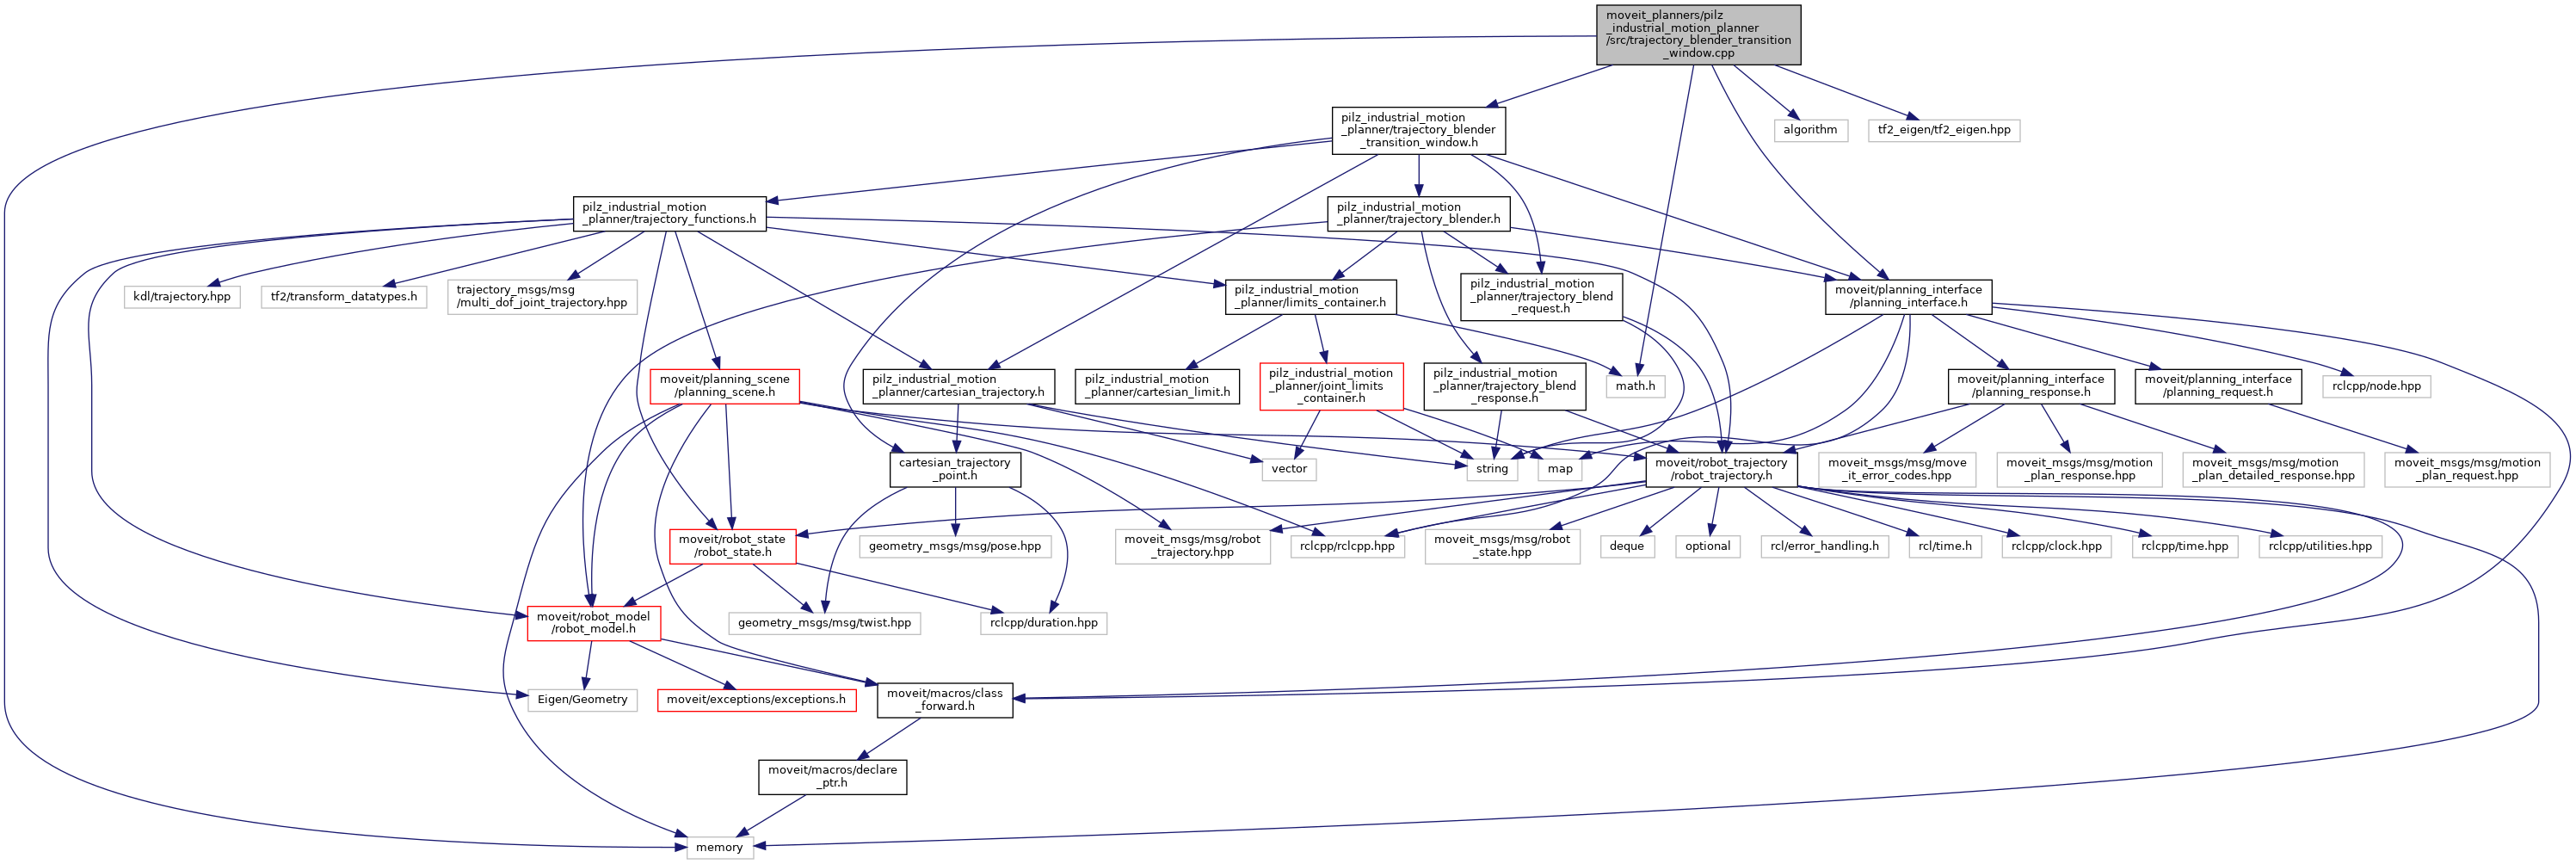 moveit_planners/pilz
_industrial_motion_planner
/src/trajectory_blender_transition
_window.cpp
pilz_industrial_motion
_planner/trajectory_blender
_transition_window.h
algorithm
tf2_eigen/tf2_eigen.hpp
pilz_industrial_motion
_planner/trajectory_functions.h
pilz_industrial_motion
_planner/trajectory_blender.h
kdl/trajectory.hpp
tf2/transform_datatypes.h
trajectory_msgs/msg
/multi_dof_joint_trajectory.hpp
pilz_industrial_motion
_planner/limits_container.h
pilz_industrial_motion
_planner/trajectory_blend
_request.h
moveit/planning_interface
/planning_interface.h
moveit/planning_scene
/planning_scene.h
pilz_industrial_motion
_planner/cartesian_trajectory.h
pilz_industrial_motion
_planner/cartesian_limit.h
pilz_industrial_motion
_planner/joint_limits
_container.h
pilz_industrial_motion
_planner/trajectory_blend
_response.h
math.h
moveit/planning_interface
/planning_response.h
moveit/planning_interface
/planning_request.h
rclcpp/node.hpp
cartesian_trajectory
_point.h
vector
string
map
moveit/robot_trajectory
/robot_trajectory.h
moveit_msgs/msg/move
_it_error_codes.hpp
moveit_msgs/msg/motion
_plan_response.hpp
moveit_msgs/msg/motion
_plan_detailed_response.hpp
moveit_msgs/msg/motion
_plan_request.hpp
moveit/robot_state
/robot_state.h
geometry_msgs/msg/pose.hpp
moveit_msgs/msg/robot
_trajectory.hpp
rclcpp/rclcpp.hpp
moveit_msgs/msg/robot
_state.hpp
deque
optional
rcl/error_handling.h
rcl/time.h
rclcpp/clock.hpp
rclcpp/time.hpp
rclcpp/utilities.hpp
moveit/robot_model
/robot_model.h
geometry_msgs/msg/twist.hpp
rclcpp/duration.hpp
Eigen/Geometry
moveit/exceptions/exceptions.h
moveit/macros/class
_forward.h
moveit/macros/declare
_ptr.h
memory